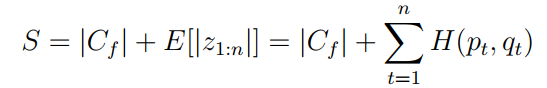 S = |C_f| + E[|z_{1:n}|] = |C_f| + \sum_{t=1}^{n} H(p_t, q_t)